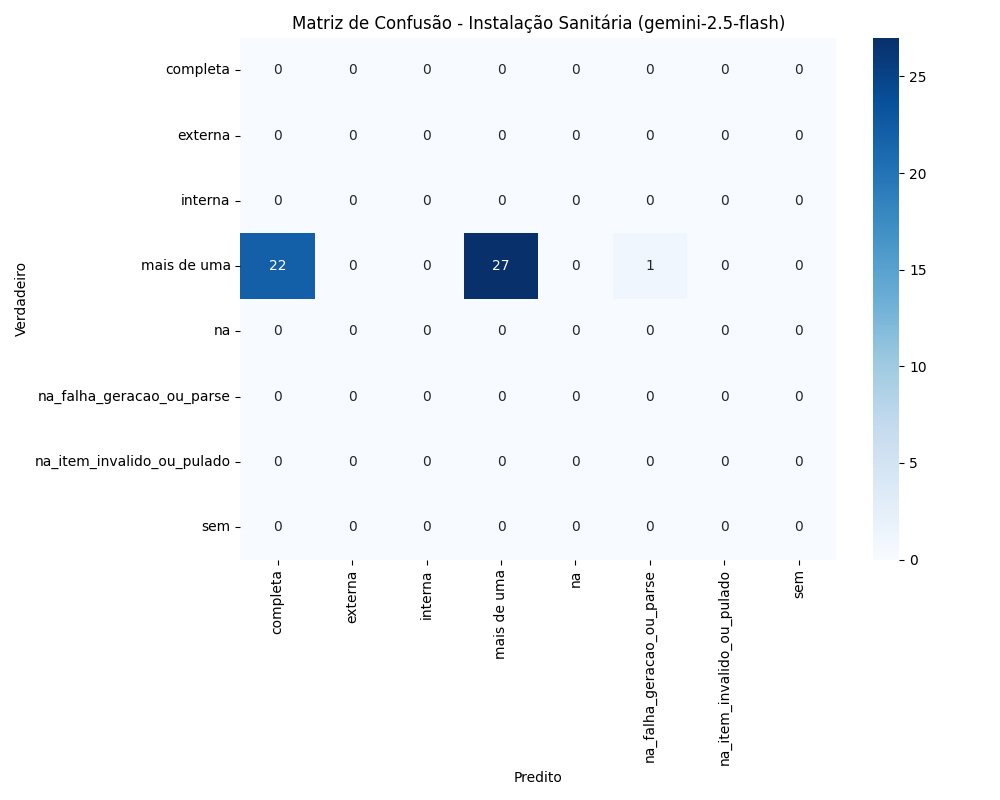 Matriz de Confusão - Instalação Sanitária (gemini-2.5-flash)
completa 0 0 0 0 0 0 0 0
externa 0 0 0 0 0 0 0 0
interna 0 0 0 0 0 0 0 0
mais de uma 22 0 0 27 0 1 0 0
na 0 0 0 0 0 0 0 0
na_falha_geracao_ou_parse 0 0 0 0 0 0 0 0
na_item_invalido_ou_pulado 0 0 0 0 0 0 0 0
sem 0 0 0 0 0 0 0 0
Verdadeiro
completa
externa
interna
mais de uma
na
na_falha_geracao_ou_parse
na_item_invalido_ou_pulado
sem
Predito
25
20
15
10
5
0